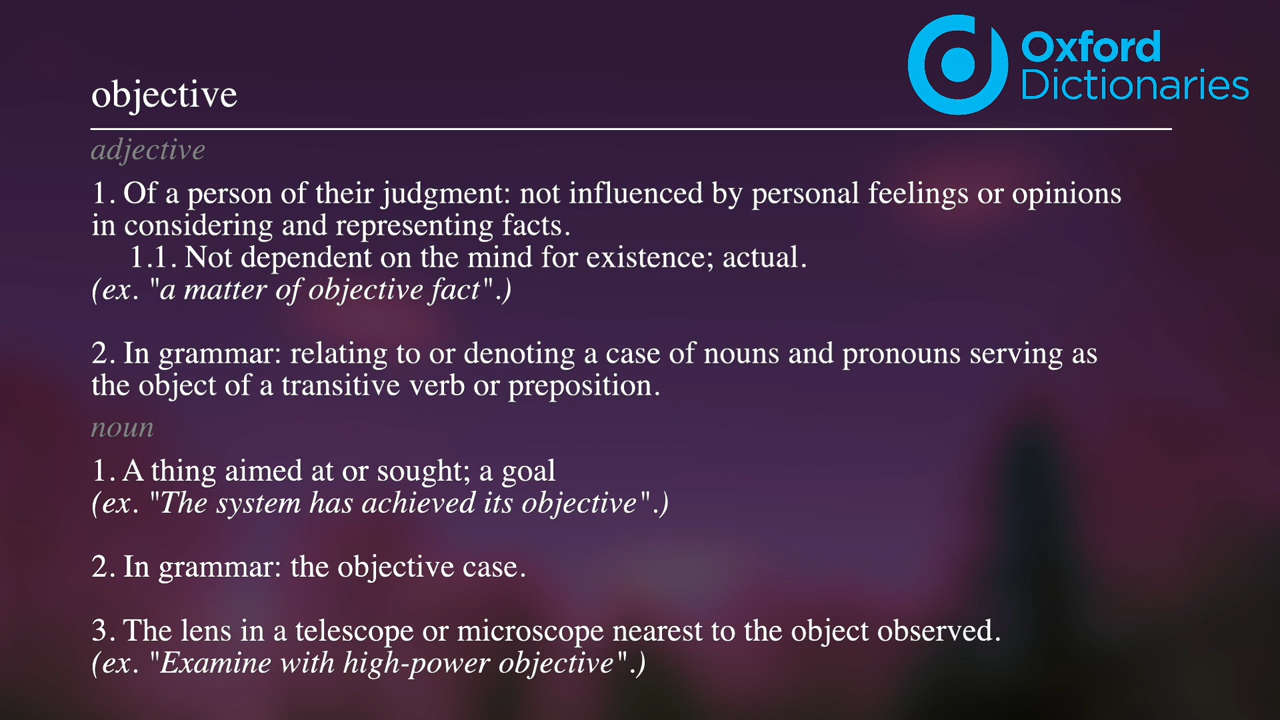 Oxford
Dictionaries
objective
adjective
1. Of a person of their judgment: not influenced by personal feelings or opinions
in considering and representing facts.
1.1. Not dependent on the mind for existence; actual.
(ex. "a matter of objective fact".)
2. In grammar: relating to or denoting a case of nouns and pronouns serving as
the object of a transitive verb or preposition.
noun
1. A thing aimed at or sought; a goal
(ex. "The system has achieved its objective".)
2. In grammar: the objective case.
3. The lens in a telescope or microscope nearest to the object observed.
(ex. "Examine with high-power objective".)